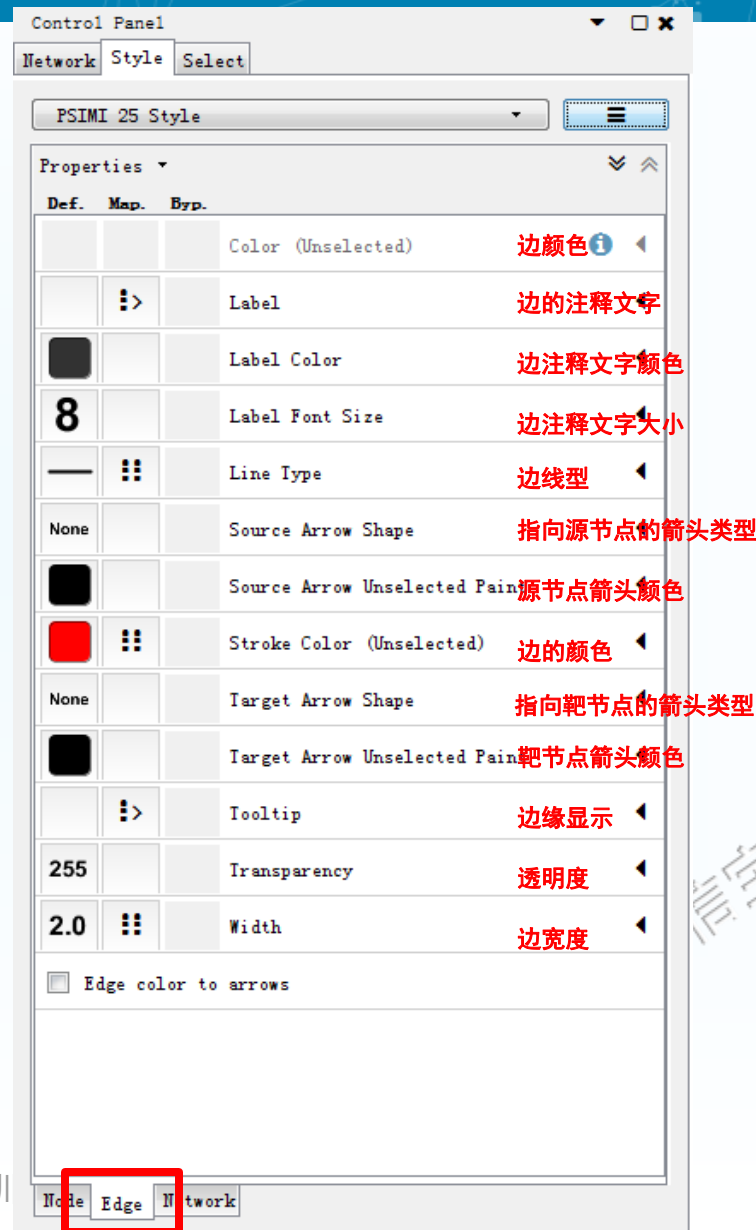 Control Panel
Network Style Select
PSIMI 25 Style
Properties
Def. Map. Byp.
Color (Unselected) 边颜色
Label 边的注释文字
Label Color 边注释文字颜色
8 Label Font Size 边注释文字大小
Line Type 边线型
None Source Arrow Shape 指向源节点的箭头类型
Source Arrow Unselected Pain 源节点箭头颜色
Stroke Color (Unselected) 边的颜色
None Target Arrow Shape 指向靶节点的箭头类型
Target Arrow Unselected Pain 靶节点箭头颜色
Tooltip 边缘显示
255 Transparency 透明度
2.0 Width 边宽度
Edge color to arrows
Node Edge Network